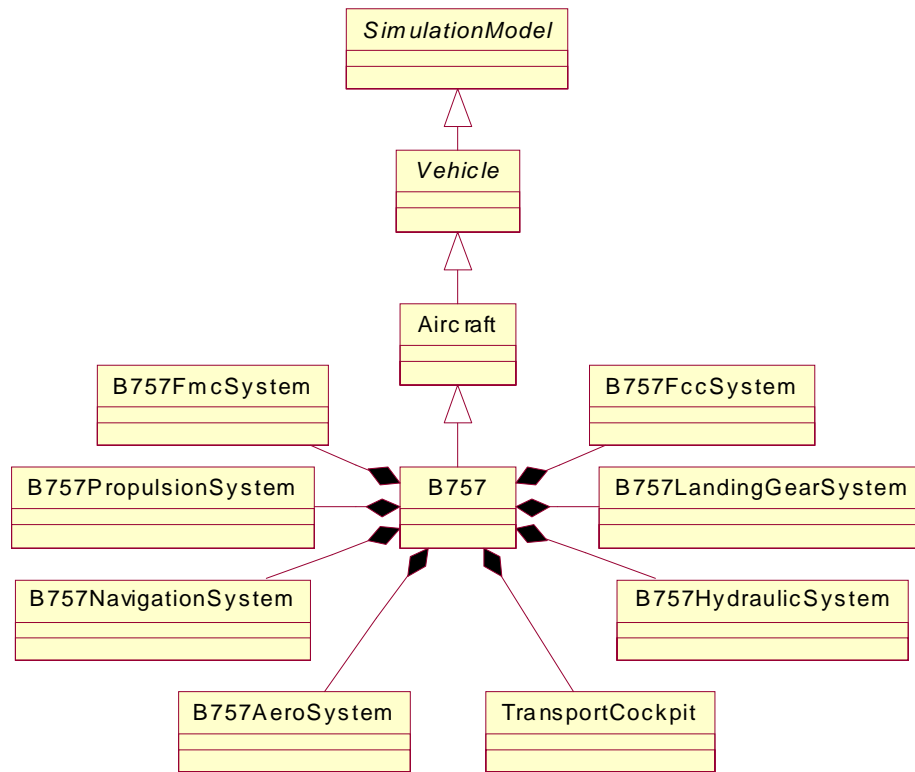 SimulationModel
Vehicle
Aircraft
B757FmcSystem
B757FccSystem
B757PropulsionSystem
B757
B757LandingGearSystem
B757NavigationSystem
B757HydraulicSystem
B757AeroSystem
TransportCockpit